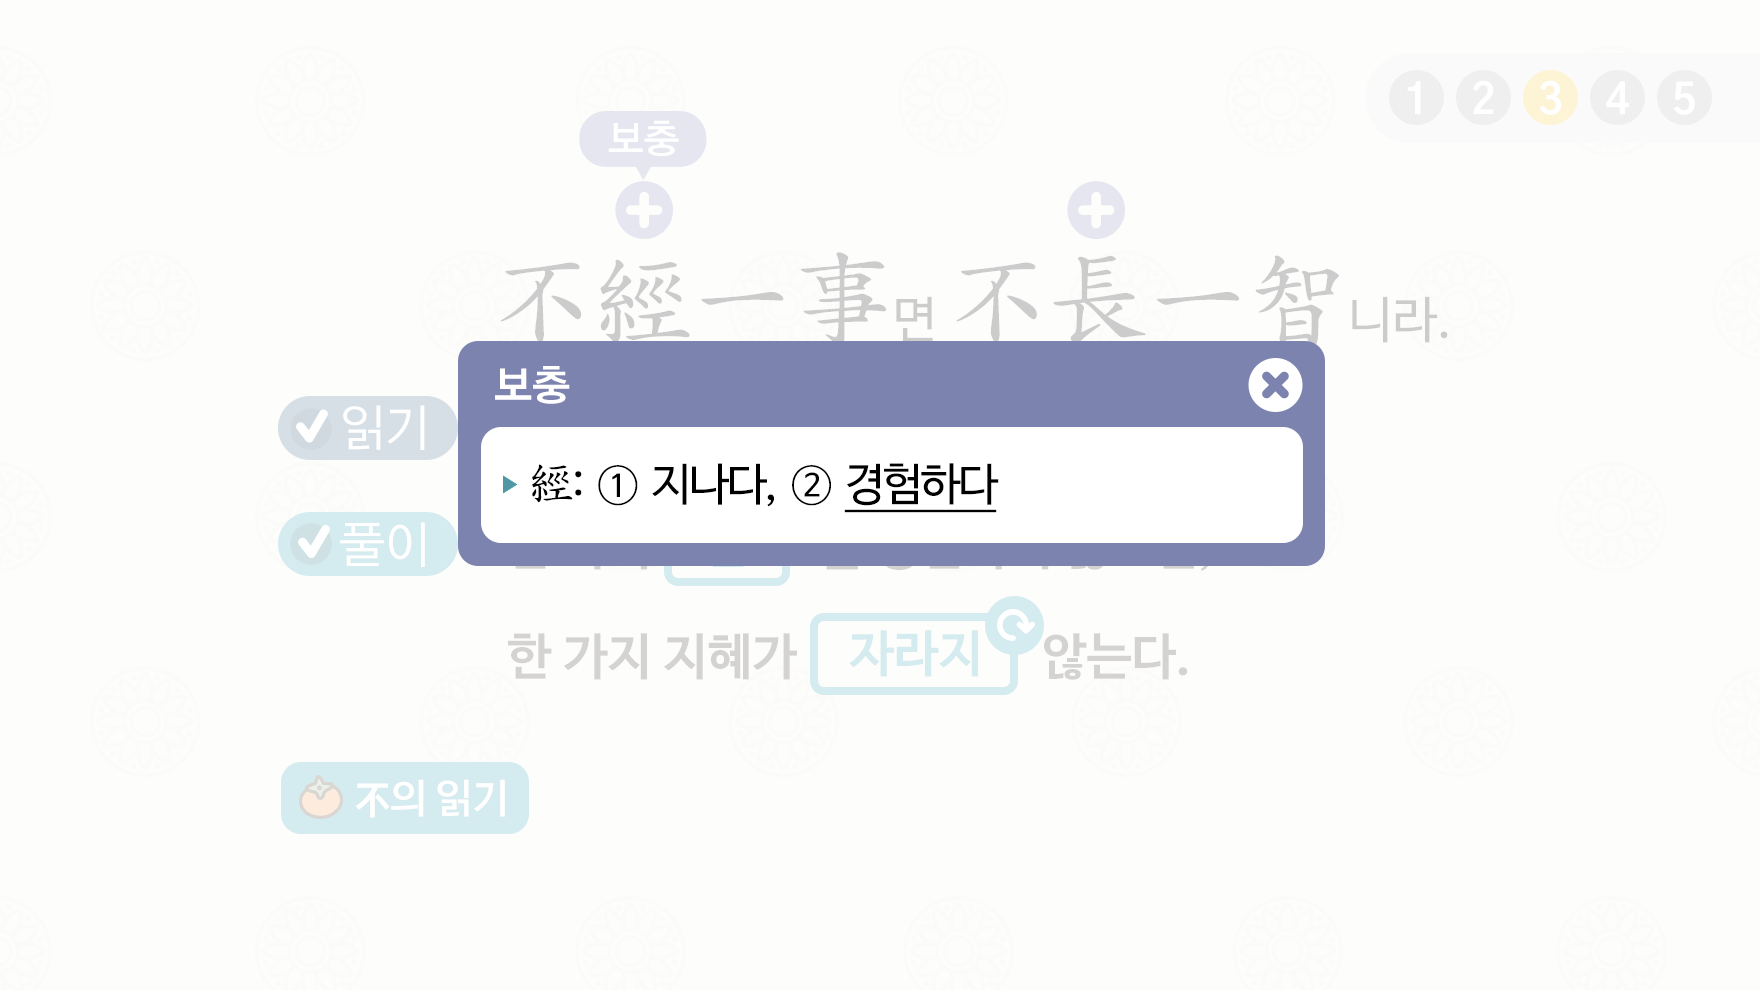 1 2 3 4 5
보충
不經一事면 不長一智니라.
보충
經: ① 지나다, ② 경험하다
읽기
풀이
한 가지 지혜가 자라지 않는다.
不의 읽기